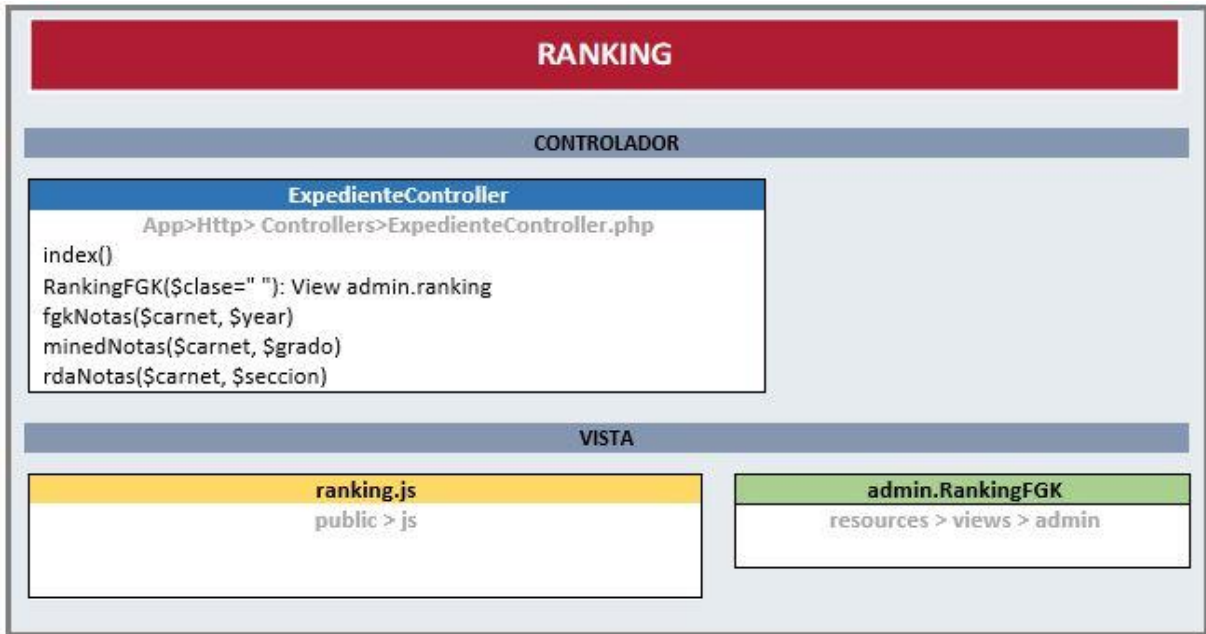 RANKING
CONTROLADOR
ExpedienteController
App>Http> Controllers>ExpedienteController.php
index()
RankingFGK($clase=" "): View admin.ranking
fgkNotas($carnet, $year)
minedNotas($carnet, $grado)
rdaNotas($carnet, $seccion)
VISTA
ranking.js
public > js
admin.RankingFGK
resources > views > admin